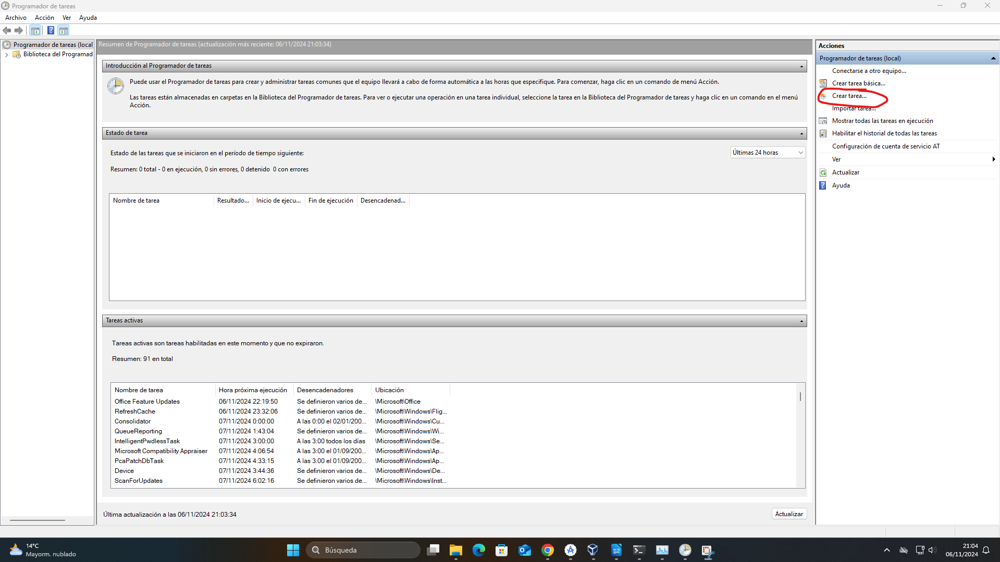 Programador de tareas
Archivo Acción Ver Ayuda
Programador de tareas (local)
Biblioteca del Programad
Resumen de Programador de tareas (actualización más reciente: 06/11/2024 21:03:34)
Introducción al Programador de tareas
Puede usar el Programador de tareas para crear y administrar tareas comunes que el equipo llevará a cabo de forma automática a las horas que especifique. Para comenzar, haga clic en un comando de menú Acción.
Las tareas están almacenadas en carpetas en la Biblioteca del Programador de tareas. Para ver o ejecutar una operación en una tarea individual, seleccione la tarea en la Biblioteca del Programador de tareas y haga clic en un comando en el menú
Acción.
Estado de tarea
Estado de las tareas que se iniciaron en el período de tiempo siguiente:
Últimas 24 horas
Resumen: 0 total - 0 en ejecución, 0 sin errores, 0 detenido 0 con errores
Nombre de tarea Resultado... Inicio de ejecu... Fin de ejecución Desencadenad...
Tareas activas
Tareas activas son tareas habilitadas en este momento y que no expiraron.
Resumen: 91 en total
Nombre de tarea Hora próxima ejecución Desencadenadores Ubicación
Office Feature Updates 06/11/2024 22:19:50 Se definieron varios de... \Microsoft\Office
RefreshCache 06/11/2024 23:32:06 Se definieron varios de... \Microsoft\Windows\Flig...
Consolidator 07/11/2024 0:00:00 A las 0:00 el 02/01/200... \Microsoft\Windows\Cu...
QueueReporting 07/11/2024 1:43:04 Se definieron varios de... \Microsoft\Windows\Wi...
IntelligentPwdlessTask 07/11/2024 3:00:00 A las 3:00 todos los días \Microsoft\Windows\Se...
Microsoft Compatibility Appraiser 07/11/2024 4:06:54 A las 3:00 el 01/09/200... \Microsoft\Windows\Ap...
PcaPatchDbTask 07/11/2024 4:33:15 A las 3:00 el 01/09/200... \Microsoft\Windows\Ap...
Device 07/11/2024 3:44:36 Se definieron varios de... \Microsoft\Windows\De...
ScanForUpdates 07/11/2024 6:02:16 Se definieron varios de... \Microsoft\Windows\Inst...
Última actualización a las 06/11/2024 21:03:34
Actualizar
Acciones
Programador de tareas (local)
Conectarse a otro equipo...
Crear tarea básica...
Crear tarea...
Importar tarea...
Mostrar todas las tareas en ejecución
Habilitar el historial de todas las tareas
Configuración de cuenta de servicio AT
Ver
Actualizar
Ayuda
14°C
Mayorm. nublado
Búsqueda
21:04
06/11/2024